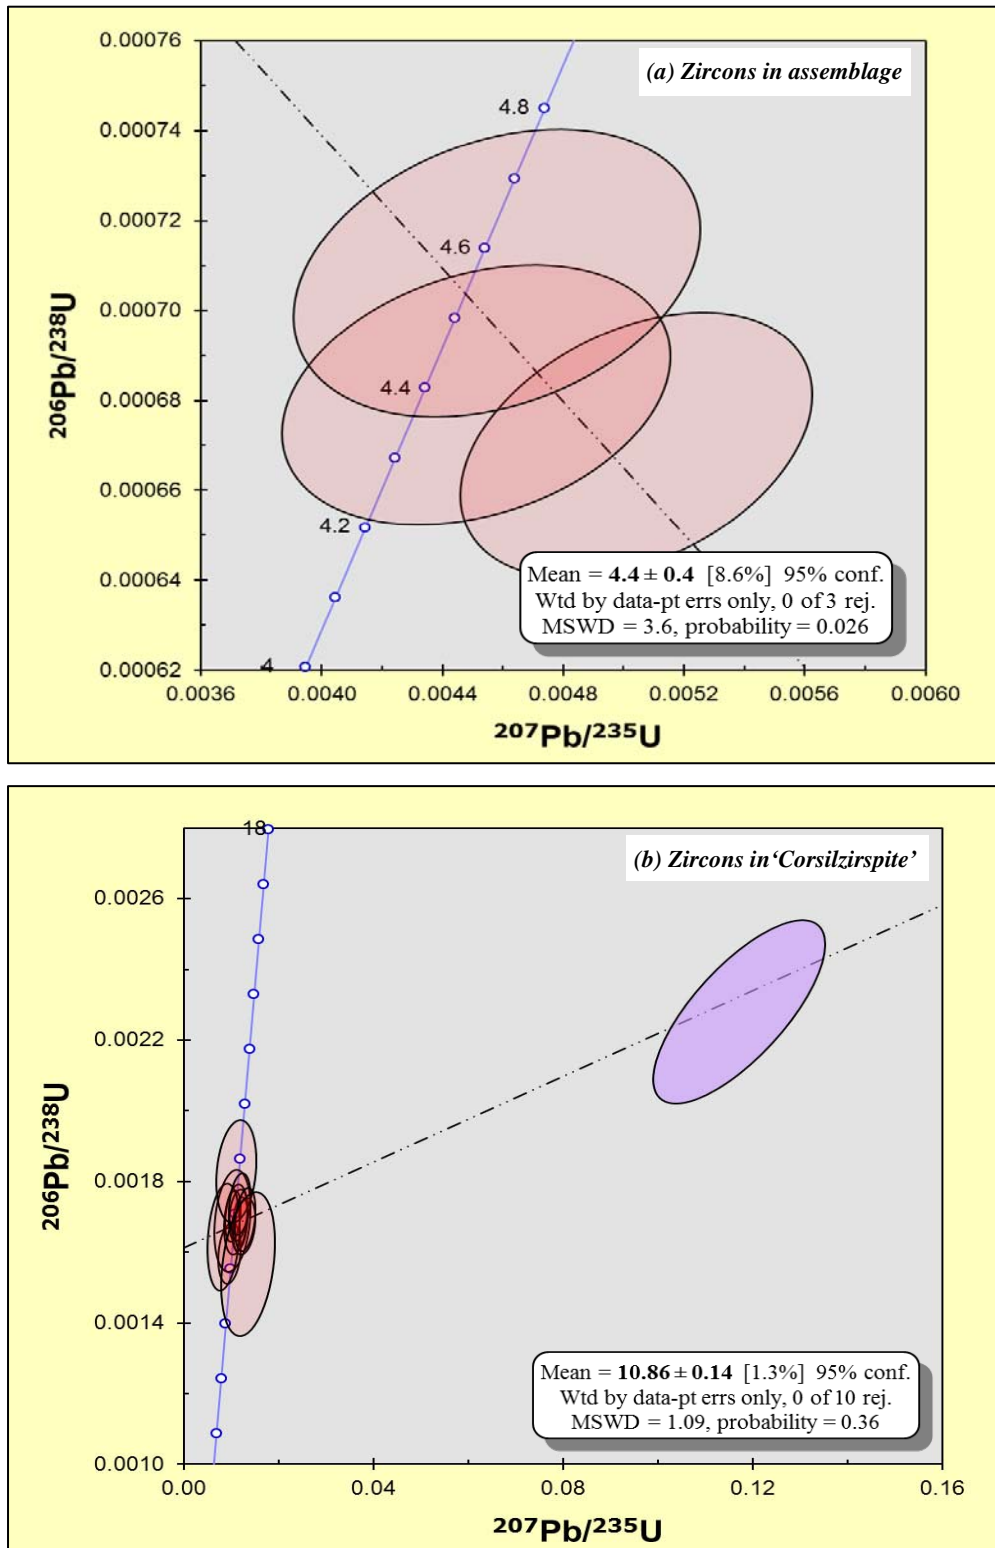 0.00076
(a) Zircons in assemblage
4.8
0.00074
0.00072
4.6
0.00070
206Pb/238U
4.4
0.00068
0.00066
4.2
0.00064
Mean = 4.4 ± 0.4 [8.6%] 95% conf.
Wtd by data-pt errs only, 0 of 3 rej.
MSWD = 3.6, probability = 0.026
0.00062
4
0.0036 0.0040 0.0044 0.0048 0.0052 0.0056 0.0060
207Pb/235U
18
(b) Zircons in‘Corsilzirspite’
0.0026
0.0022
206Pb/238U
0.0018
0.0014
Mean = 10.86 ± 0.14 [1.3%] 95% conf.
Wtd by data-pt errs only, 0 of 10 rej.
MSWD = 1.09, probability = 0.36
0.0010
0.00 0.04 0.08 0.12 0.16
207Pb/235U